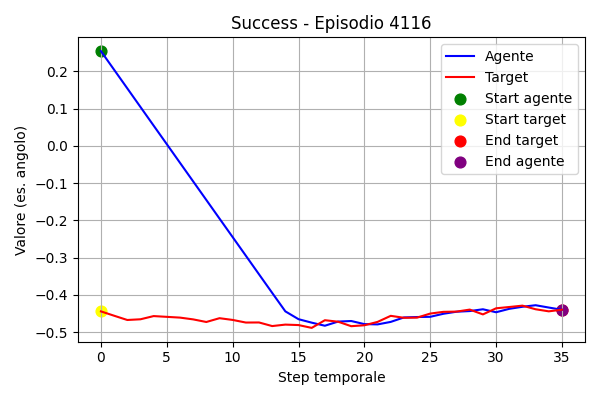 Success - Episodio 4116
Valore (es. angolo)
0.2
0.1
0.0
−0.1
−0.2
−0.3
−0.4
−0.5
Agente
Target
Start agente
Start target
End target
End agente
0 5 10 15 20 25 30 35
Step temporale